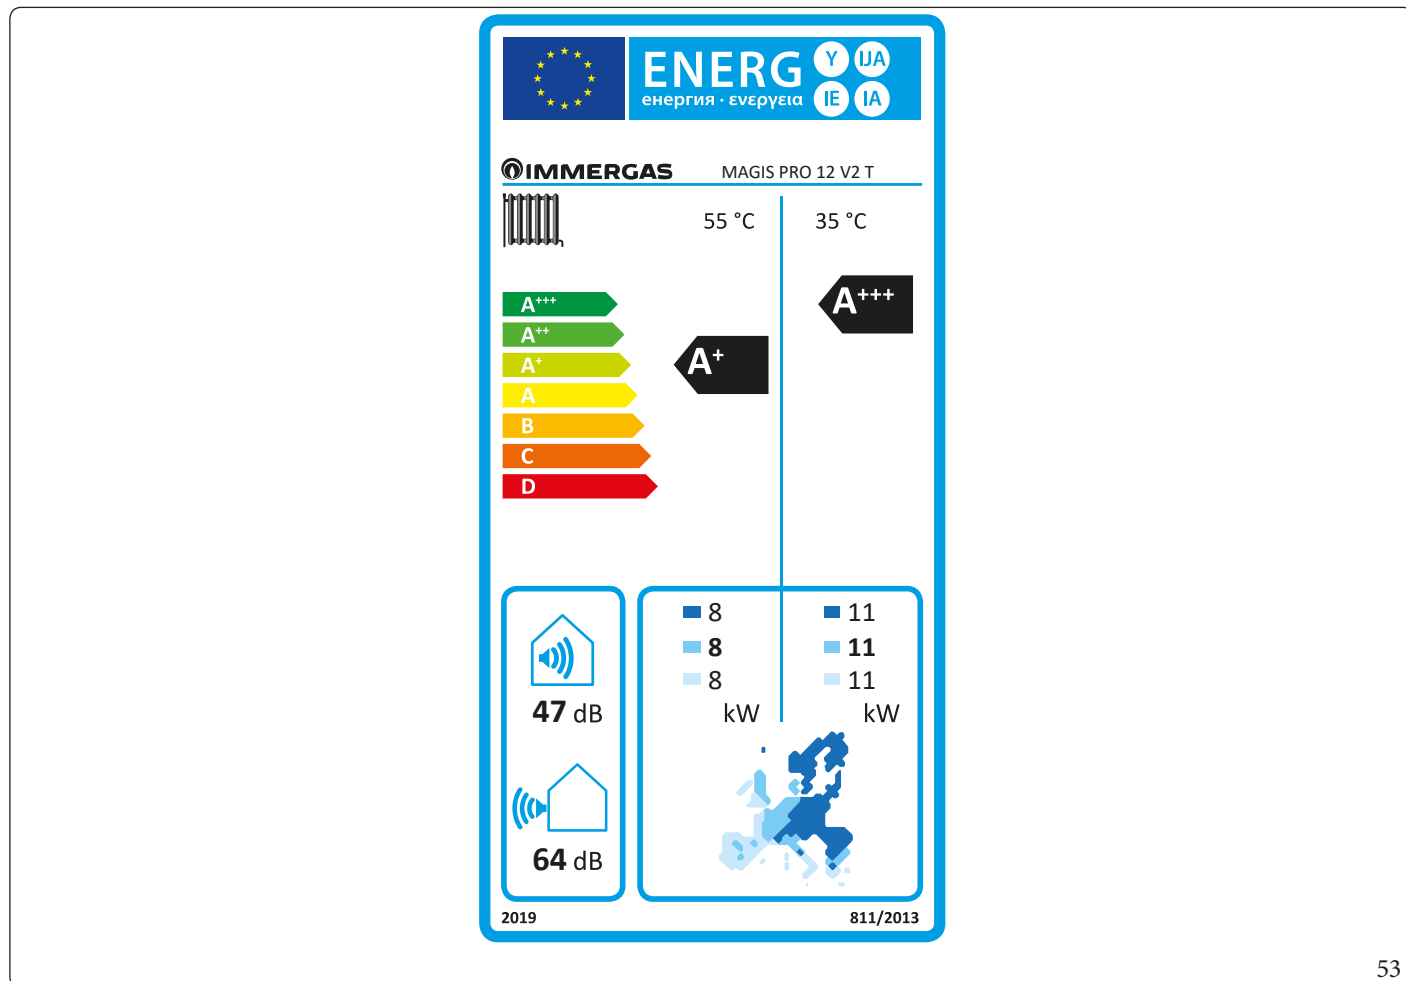 ENERG
енергия · ενεργεια
Y IJA
IE IA
IMMERGAS MAGIS PRO 12 V2 T
55 °C 35 °C
A+++
A+++
A++
A+
A+
A
B
C
D
8 11
8 11
8 11
kW kW
47 dB
64 dB
2019 811/2013
53